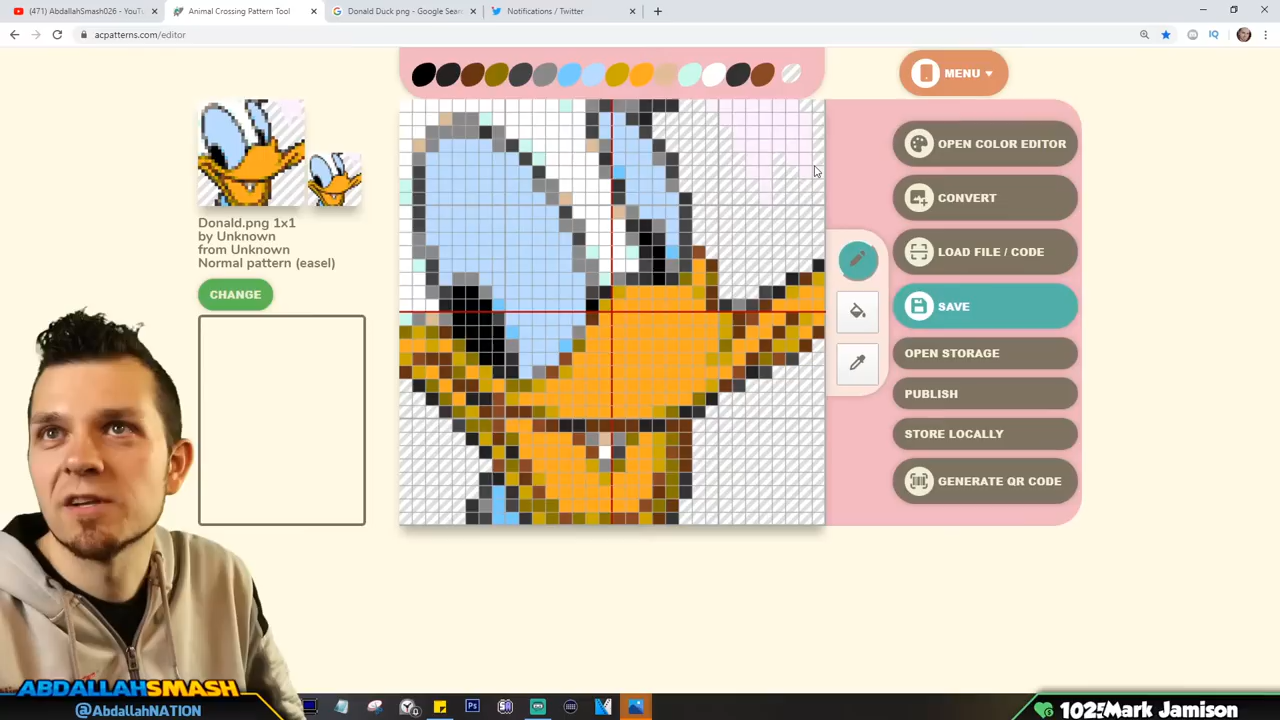 (471) AbdallahSmash026 - YouTu
Animal Crossing Pattern Tool
Donald Duck png - Google Sear
Notifications / Twitter
acpatterns.com/editor
MENU
Donald.png 1x1
by Unknown
from Unknown
Normal pattern (easel)
CHANGE
OPEN COLOR EDITOR
CONVERT
LOAD FILE / CODE
SAVE
OPEN STORAGE
PUBLISH
STORE LOCALLY
GENERATE QR CODE
ABDALLAHSMASH
@AbdallahNATION
Mark Jamison